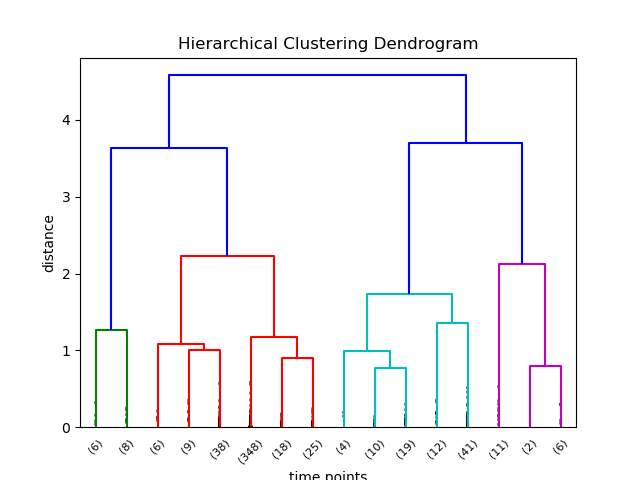 Hierarchical Clustering Dendrogram
distance
4
3
2
1
0
(6) (8) (6) (9) (38) (348) (18) (25) (4) (10) (19) (12) (41) (11) (2) (6)
time points